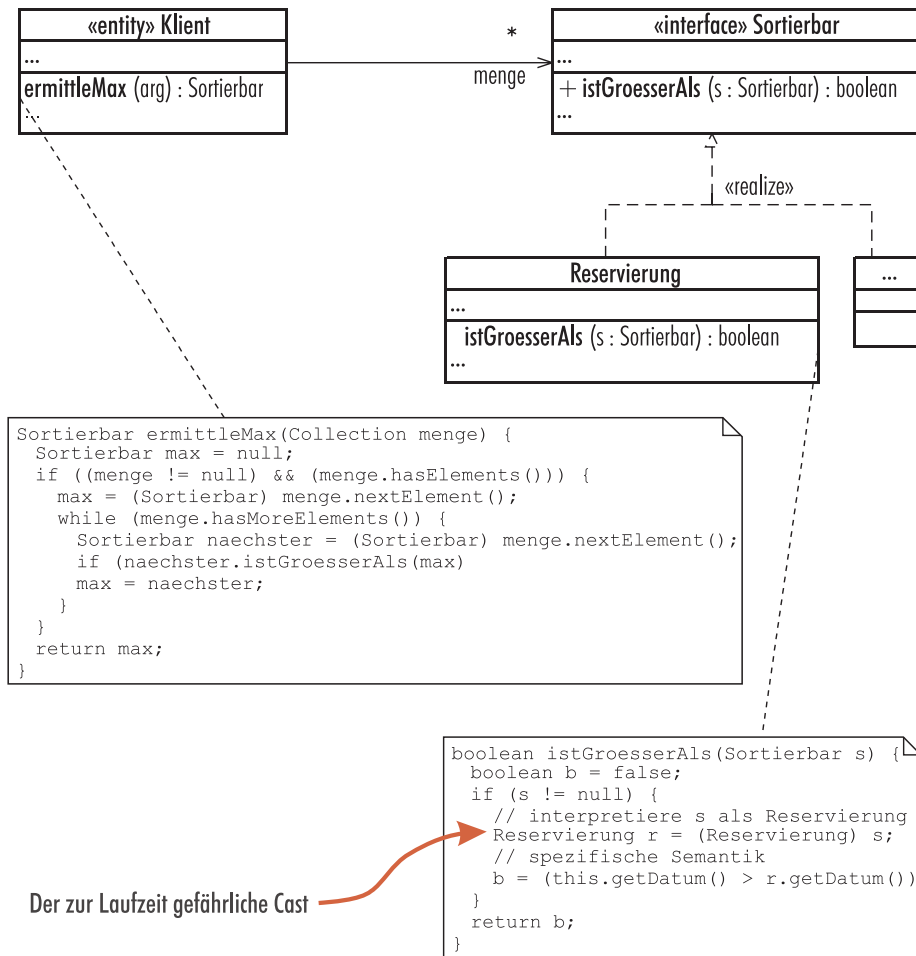 «entity» Klient
...
ermittleMax (arg) : Sortierbar
...
*
menge
«interface» Sortierbar
...
+ istGroesserAls (s : Sortierbar) : boolean
...
«realize»
Reservierung
...
istGroesserAls (s : Sortierbar) : boolean
...
...
Sortierbar ermittleMax(Collection menge) {
Sortierbar max = null;
if ((menge != null) && (menge.hasElements())) {
max = (Sortierbar) menge.nextElement();
while (menge.hasMoreElements()) {
Sortierbar naechster = (Sortierbar) menge.nextElement();
if (naechster.istGroesserAls(max)
max = naechster;
}
}
return max;
}
boolean istGroesserAls(Sortierbar s) {
boolean b = false;
if (s != null) {
// interpretiere s als Reservierung
Reservierung r = (Reservierung) s;
// spezifische Semantik
b = (this.getDatum() > r.getDatum())
}
return b;
}
Der zur Laufzeit gefährliche Cast